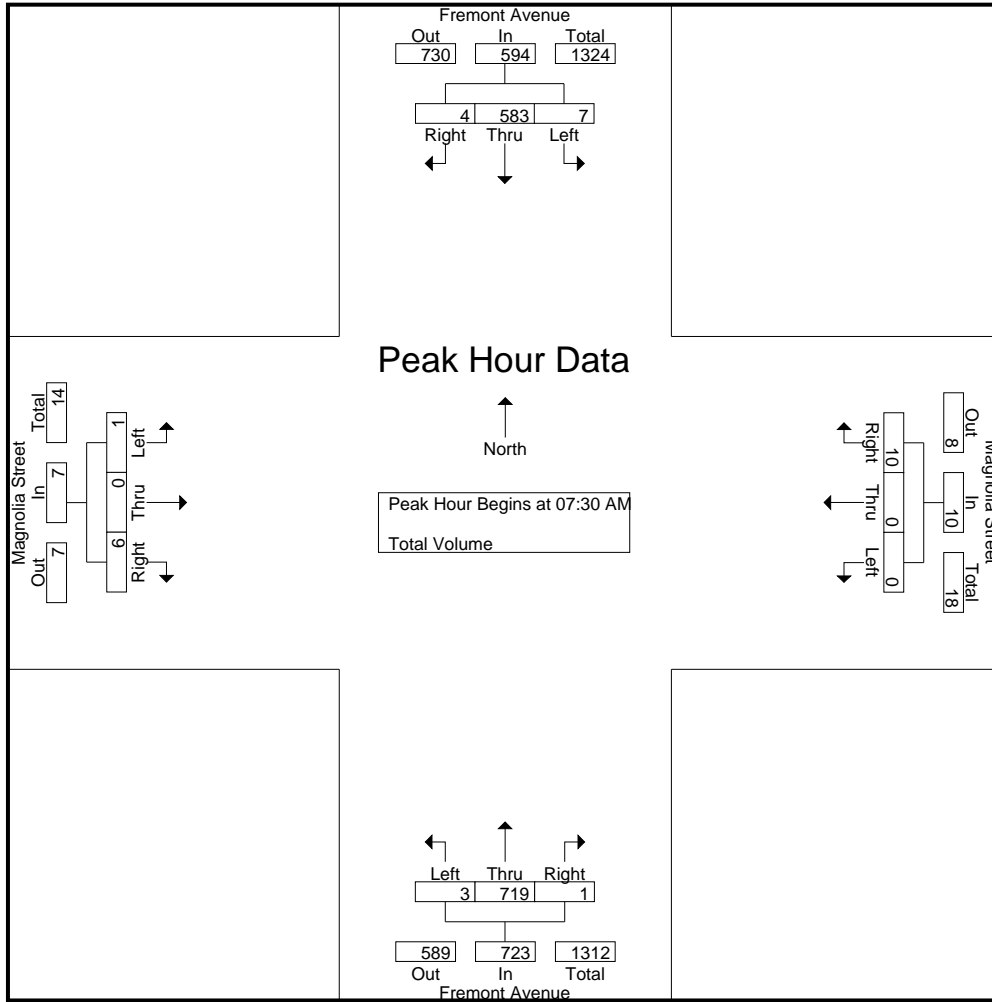 Fremont Avenue
Out In Total
730 594 1324
4 583 7
Right Thru Left
Peak Hour Data
North
Peak Hour Begins at 07:30 AM
Total Volume
Magnolia Street
Out In Total
7 7 14
Right Thru Left
6 0 1
Magnolia Street
Out In Total
8 10 18
Right Thru Left
10 0 0
Left Thru Right
3 719 1
589 723 1312
Out In Total
Fremont Avenue